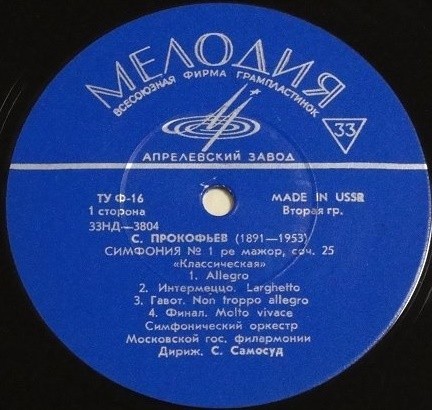 МЕЛОДИЯ
ВСЕСОЮЗНАЯ ФИРМА ГРАМПЛАСТИНОК
33
АПРЕЛЕВСКИЙ ЗАВОД
ТУ Ф-16
MADE IN USSR
1 сторона
Вторая гр.
33НД—3804
С. ПРОКОФЬЕВ (1891—1953)
СИМФОНИЯ № 1 ре мажор, соч. 25
«Классическая»
1. Allegro
2. Интермеццо. Larghetto
3. Гавот. Non troppo allegro
4. Финал. Molto vivace
Симфонический оркестр
Московской гос. филармонии
Дириж. С. Самосуд